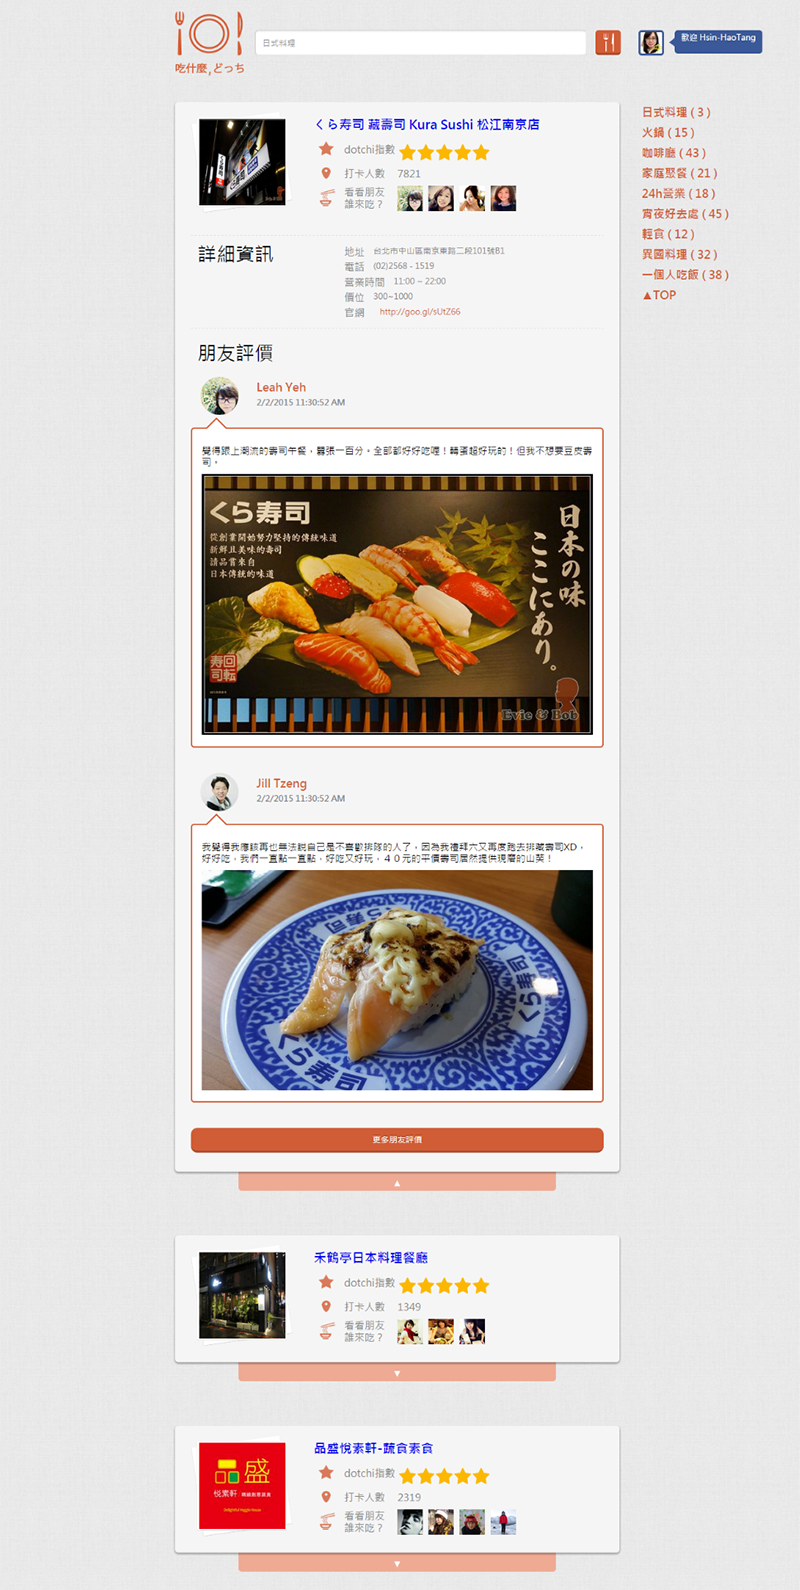 吃什麼,どっち
日式料理
歡迎 Hsin-HaoTang
日式料理 ( 3 )
火鍋 ( 15 )
咖啡廳 ( 43 )
家庭聚餐 ( 21 )
24h營業 ( 18 )
宵夜好去處 ( 45 )
輕食 ( 12 )
異國料理 ( 32 )
一個人吃飯 ( 38 )
▲TOP
くら寿司 藏壽司 Kura Sushi 松江南京店
dotchi指數
打卡人數 7821
看看朋友
誰來吃？
詳細資訊
地址 台北市中山區南京東路二段101號B1
電話 (02)2568 - 1519
營業時間 11:00 ~ 22:00
價位 300~1000
官網 http://goo.gl/sUtZ66
朋友評價
Leah Yeh
2/2/2015 11:30:52 AM
覺得跟上潮流的壽司午餐，囂張一百分。全部都好好吃喔！轉蛋超好玩的！但我不想要豆皮壽
司。
くら寿司
從創業開始努力堅持的傳統味道
新鮮且美味的壽司
請品嘗來自
日本傳統的味道
日本の味
ここにあり。
回転
寿司
Evie & Bob
Jill Tzeng
2/2/2015 11:30:52 AM
我覺得我應該再也無法說自己是不喜歡排隊的人了，因為我禮拜六又再度跑去排藏壽司XD。
好好吃，我們一直點一直點，好吃又好玩，４０元的平價壽司居然提供現磨的山葵！
くら寿司
くら寿司
くら寿司
更多朋友評價
▲
禾鶴亭日本料理餐廳
dotchi指數
打卡人數 1349
看看朋友
誰來吃？
▼
品盛
悅素軒
品盛悅素軒-蔬食素食
dotchi指數
打卡人數 2319
看看朋友
誰來吃？
▼